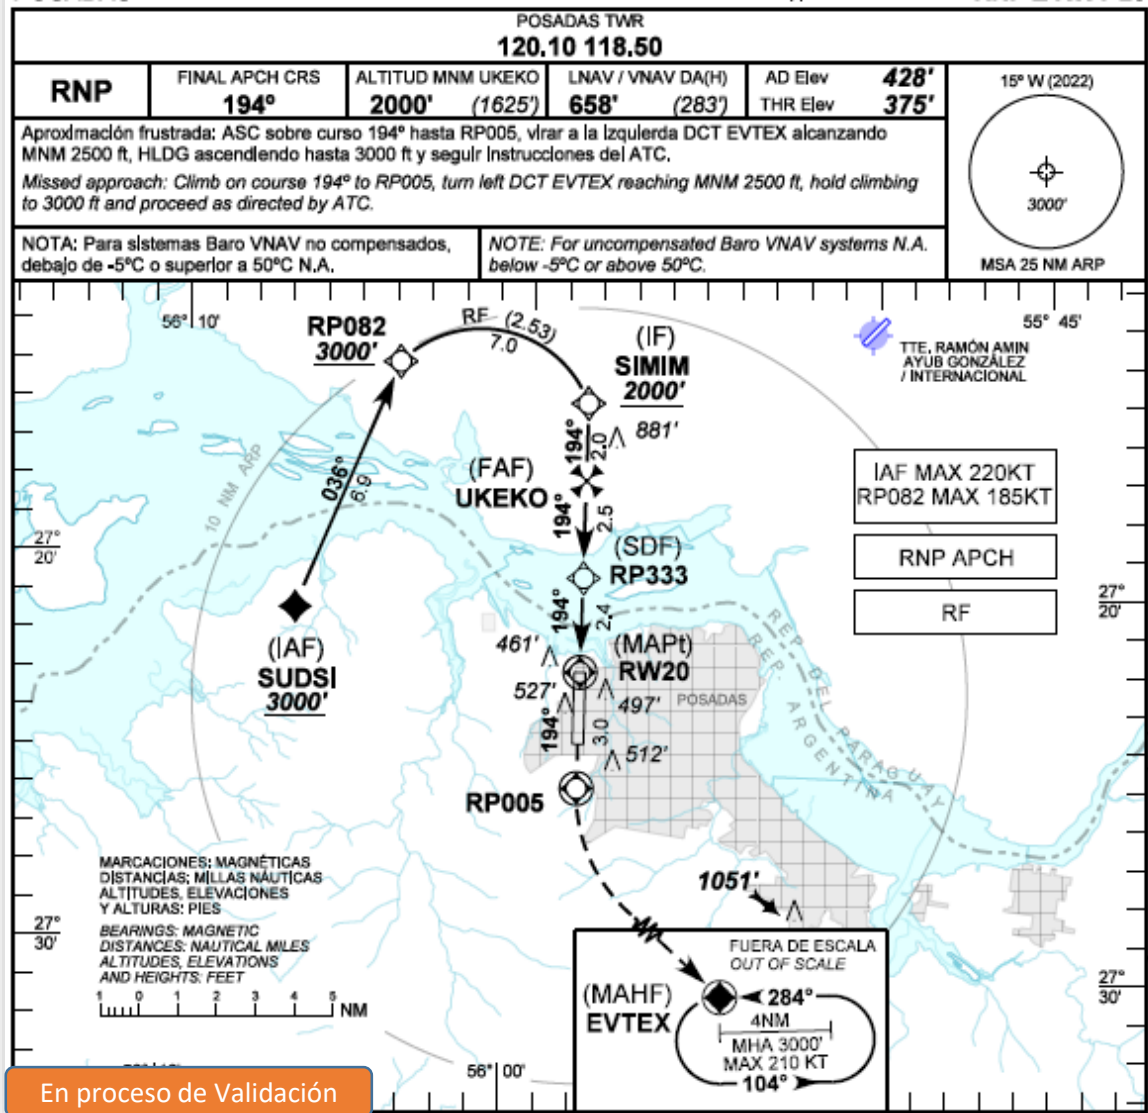 POSADAS TWR
120.10 118.50
RNP
FINAL APCH CRS
194°
ALTITUD MNM UKEKO
2000' (1625')
LNAV / VNAV DA(H)
658' (283')
AD Elev 428'
THR Elev 375'
15º W (2022)
3000'
MSA 25 NM ARP
Aproximación frustrada: ASC sobre curso 194º hasta RP005, virar a la izquierda DCT EVTEX alcanzando
MNM 2500 ft, HLDG ascendiendo hasta 3000 ft y seguir instrucciones del ATC.
Missed approach: Climb on course 194º to RP005, turn left DCT EVTEX reaching MNM 2500 ft, hold climbing
to 3000 ft and proceed as directed by ATC.
NOTA: Para sistemas Baro VNAV no compensados,
debajo de -5ºC o superior a 50ºC N.A.
NOTE: For uncompensated Baro VNAV systems N.A.
below -5ºC or above 50ºC.
56° 10'
55° 45'
RP082
3000'
RF (2.53)
7.0
(IF)
SIMIM
2000'
TTE. RAMÓN AMIN
AYUB GONZÁLEZ
/ INTERNACIONAL
194°
2.0
881'
036°
6.9
10 NM ARP
(FAF)
UKEKO
194°
2.5
IAF MAX 220KT
RP082 MAX 185KT
RNP APCH
RF
27°
20'
(SDF)
RP333
27°
20'
194°
2.4
(IAF)
SUDSI
3000'
461'
(MAPt)
RW20
527'
497'
POSADAS
194°
3.0
512'
REP. DEL PARAGUAY
REP. ARGENTINA
RP005
MARCACIONES: MAGNÉTICAS
DISTANCIAS: MILLAS NÁUTICAS
ALTITUDES, ELEVACIONES
Y ALTURAS: PIES
BEARINGS: MAGNETIC
DISTANCES: NAUTICAL MILES
ALTITUDES, ELEVATIONS
AND HEIGHTS: FEET
1 0 1 2 3 4 5 NM
1051'
27°
30'
27°
30'
FUERA DE ESCALA
OUT OF SCALE
(MAHF)
EVTEX
284°
4NM
MHA 3000'
MAX 210 KT
104°
56° 00'
En proceso de Validación